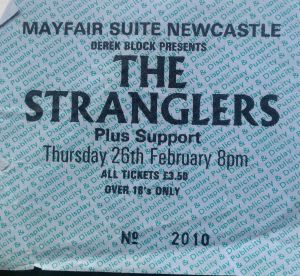 MAYFAIR SUITE NEWCASTLE
DEREK BLOCK PRESENTS
THE
STRANGLERS
Plus Support
Thursday 26th February 8pm
ALL TICKETS £3.50
OVER 18's ONLY
Nº 2010